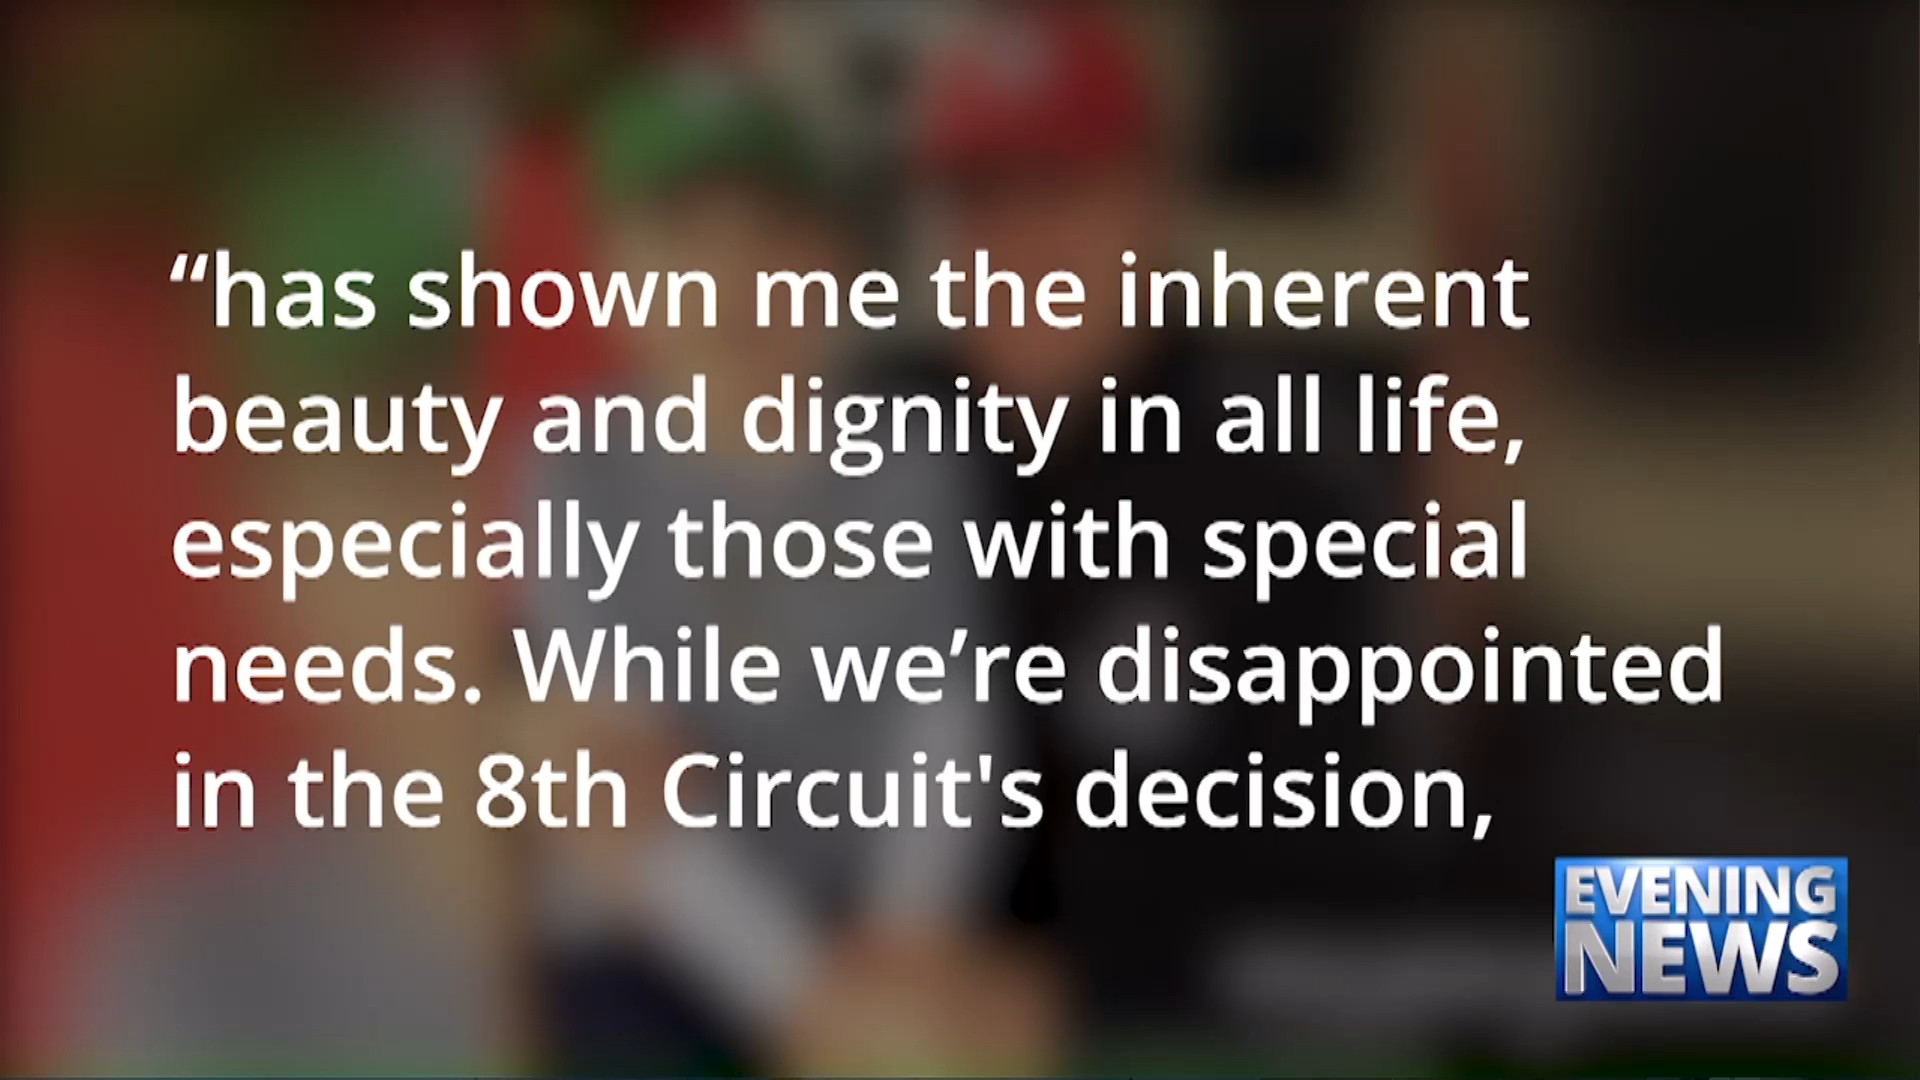 “has shown me the inherent
beauty and dignity in all life,
especially those with special
needs. While we’re disappointed
in the 8th Circuit's decision,
EVENING
NEWS